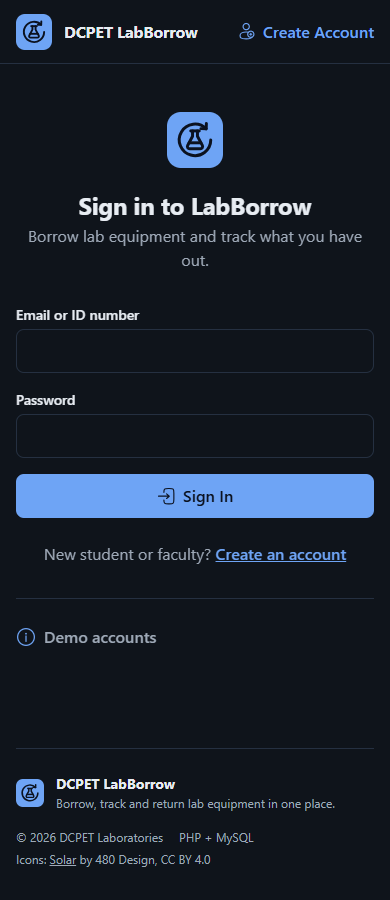 DCPET LabBorrow
Create Account
Sign in to LabBorrow
Borrow lab equipment and track what you have
out.
Email or ID number
Password
Sign In
New student or faculty? Create an account
Demo accounts
DCPET LabBorrow
Borrow, track and return lab equipment in one place.
© 2026 DCPET Laboratories PHP + MySQL
Icons: Solar by 480 Design, CC BY 4.0